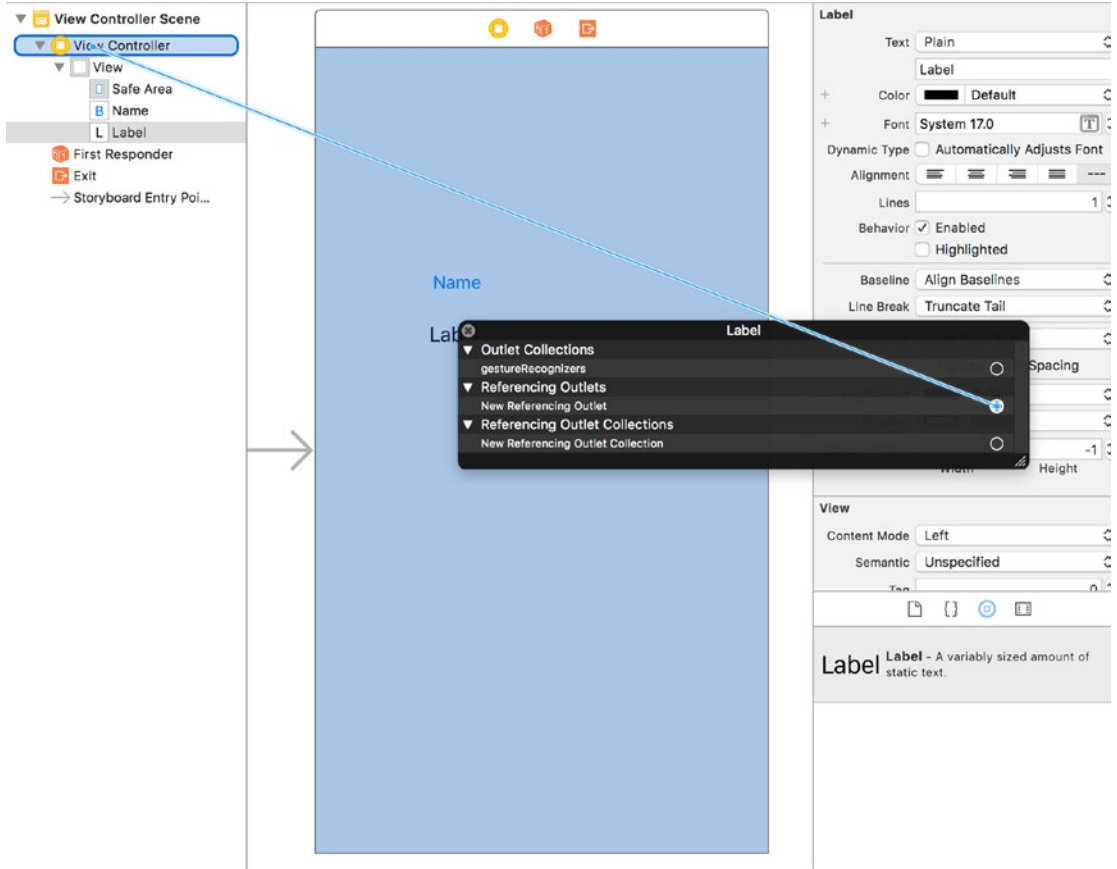 View Controller Scene
View Controller
View
Safe Area
B Name
L Label
First Responder
Exit
Storyboard Entry Poi...
Name
Label
Outlet Collections
gestureRecognizers
Referencing Outlets
New Referencing Outlet
Referencing Outlet Collections
New Referencing Outlet Collection
Label
Text Plain
Label
+ Color Default
+ Font System 17.0 T
Dynamic Type Automatically Adjusts Font
Alignment ---
Lines 1
Behavior Enabled
Highlighted
Baseline Align Baselines
Line Break Truncate Tail
Spacing
-1
Height
View
Content Mode Left
Semantic Unspecified
Tag 0
{}
Label
Label - A variably sized amount of
static text.